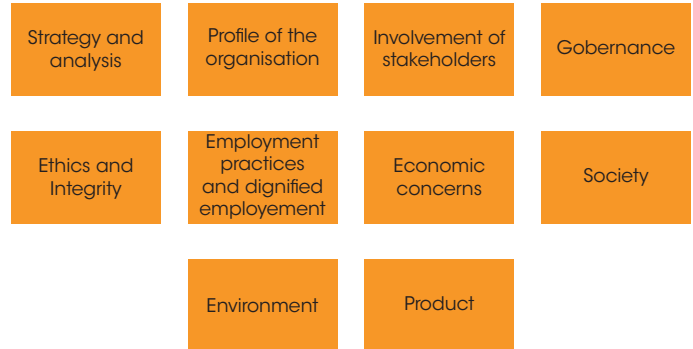 Strategy and
analysis
Profile of the
organisation
Involvement of
stakeholders
Gobernance
Ethics and
Integrity
Employment
practices
and dignified
employement
Economic
concerns
Society
Environment
Product